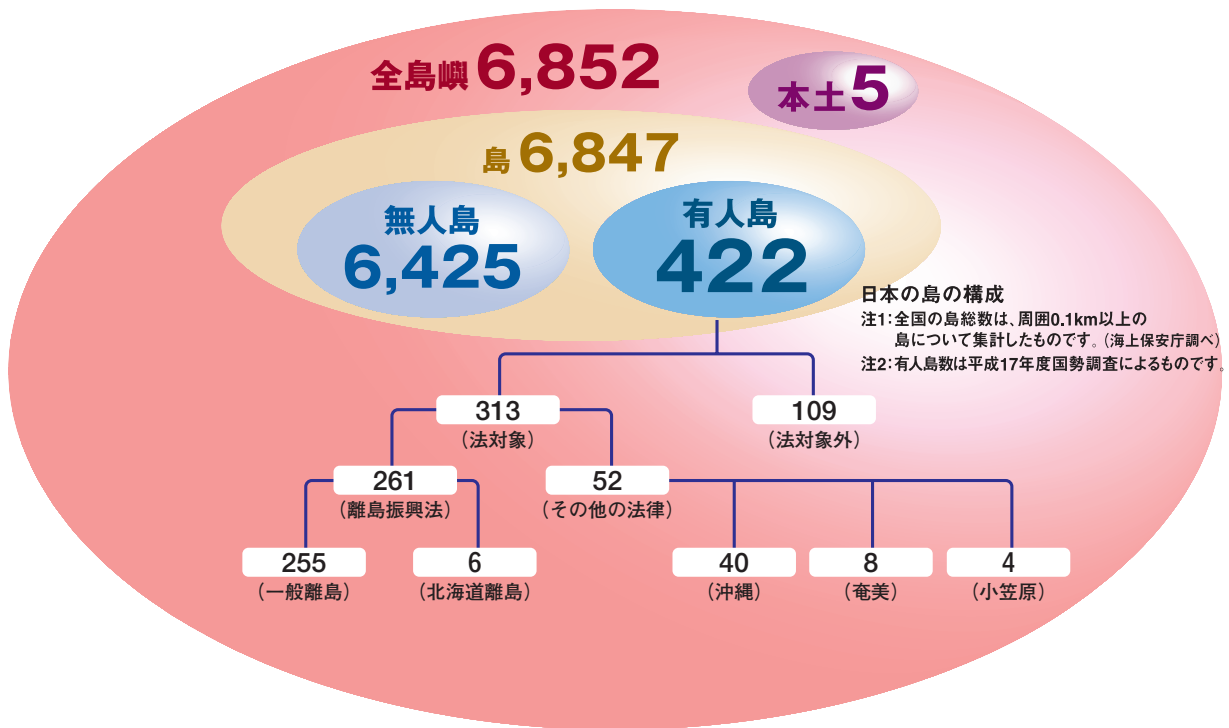 全島嶼 6,852
本土 5
島 6,847
無人島
6,425
有人島
422
日本の島の構成
注1:全国の島総数は、周囲0.1km以上の
島について集計したものです。(海上保安庁調べ)
注2:有人島数は平成17年度国勢調査によるものです。
313
(法対象)
109
(法対象外)
261
(離島振興法)
52
(その他の法律)
255
(一般離島)
6
(北海道離島)
40
(沖縄)
8
(奄美)
4
(小笠原)